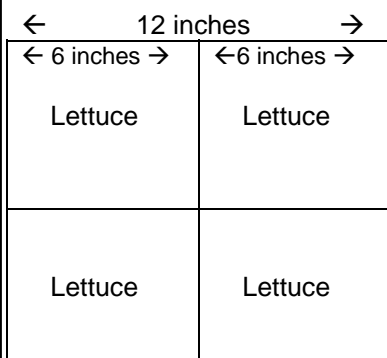 ← 12 inches →
← 6 inches → ←6 inches →
Lettuce Lettuce
Lettuce Lettuce